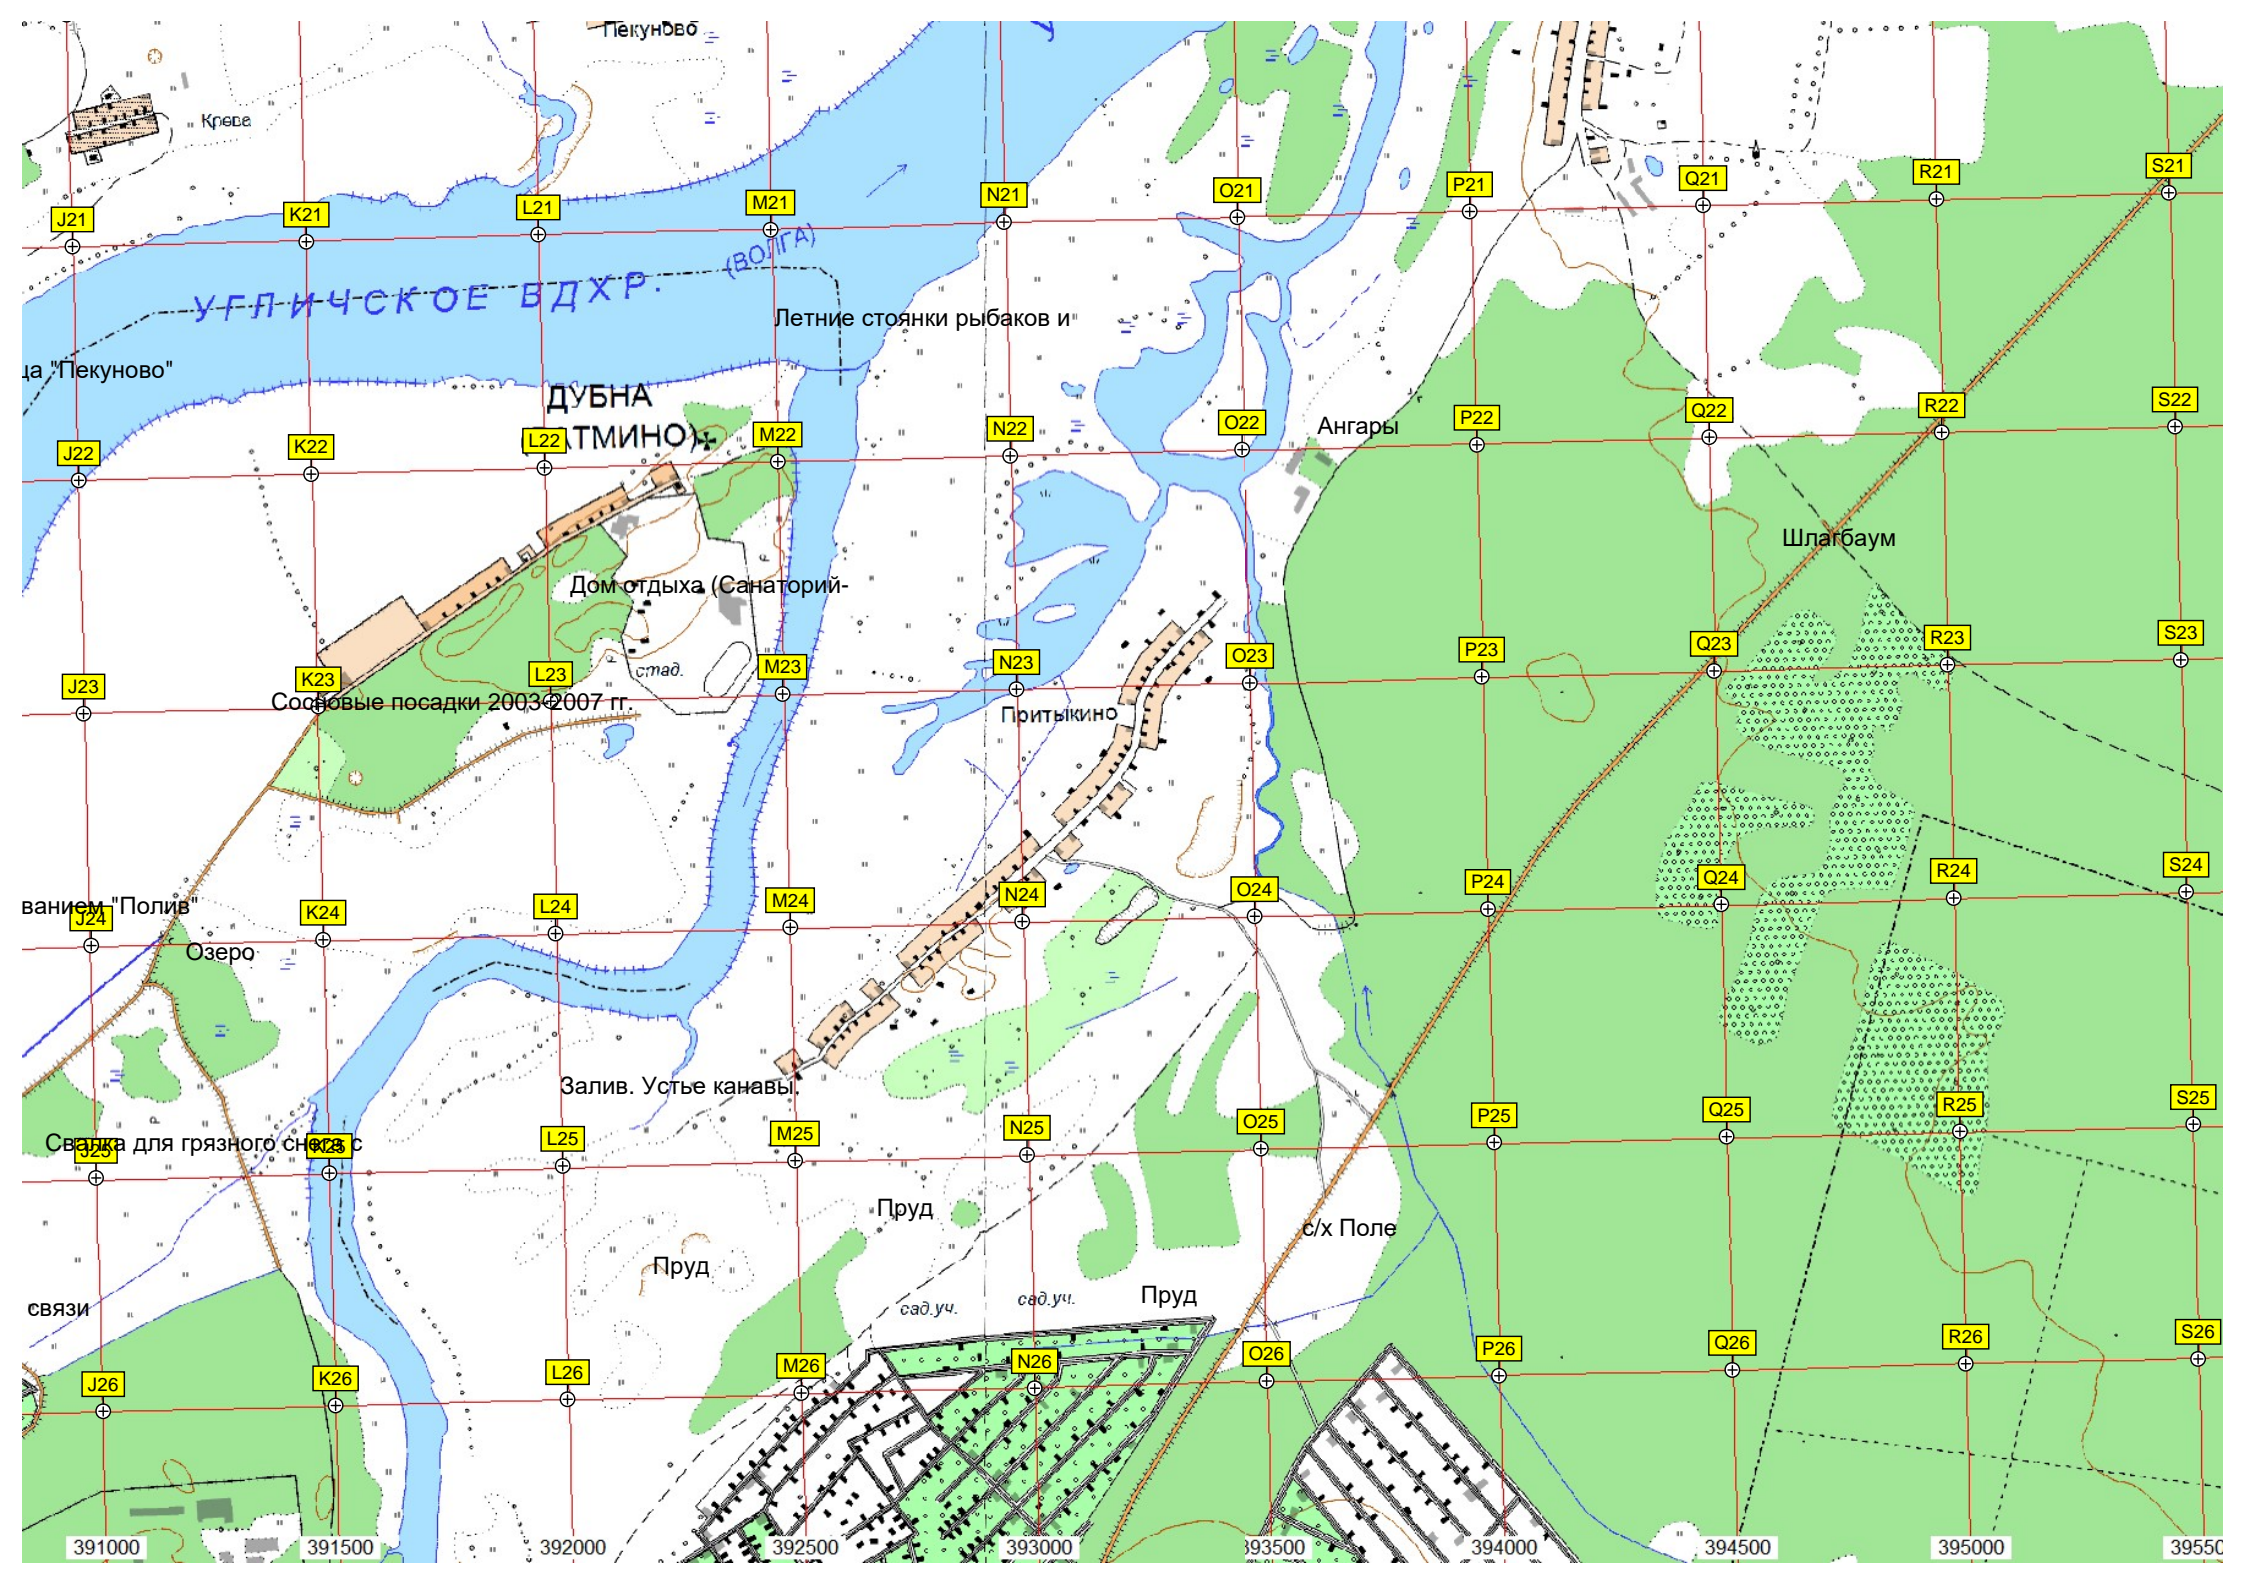 Пекуново
Крева
S21
R21
Q21
P21
O21
N21
M21
L21
K21
J21
(ВОЛГА)
УГЛИЧСКОЕ ВДХР.
Летние стоянки рыбаков и
ца "Пекуново"
ДУБНА
S22
R22
Q22
P22
O22
N22
M22
L22
K22
J22
Ангары
Шлагбаум
Дом отдыха (Санаторий-
стад.
S23
R23
Q23
P23
O23
N23
M23
L23
K23
J23
Сосновые посадки 2003-2007 гг.
Притыкино
S24
R24
Q24
P24
O24
N24
M24
L24
K24
J24
ванием "Полив"
Озеро
Залив. Устье канавы.
S25
R25
Q25
P25
O25
N25
M25
L25
K25
J25
Свалка для грязного снега с
Пруд
с/х Поле
Пруд
Пруд
сад.уч.
сад.уч.
связи
S26
R26
Q26
P26
O26
N26
M26
L26
K26
J26
391000 391500 392000 392500 393000 393500 394000 394500 395000 39550